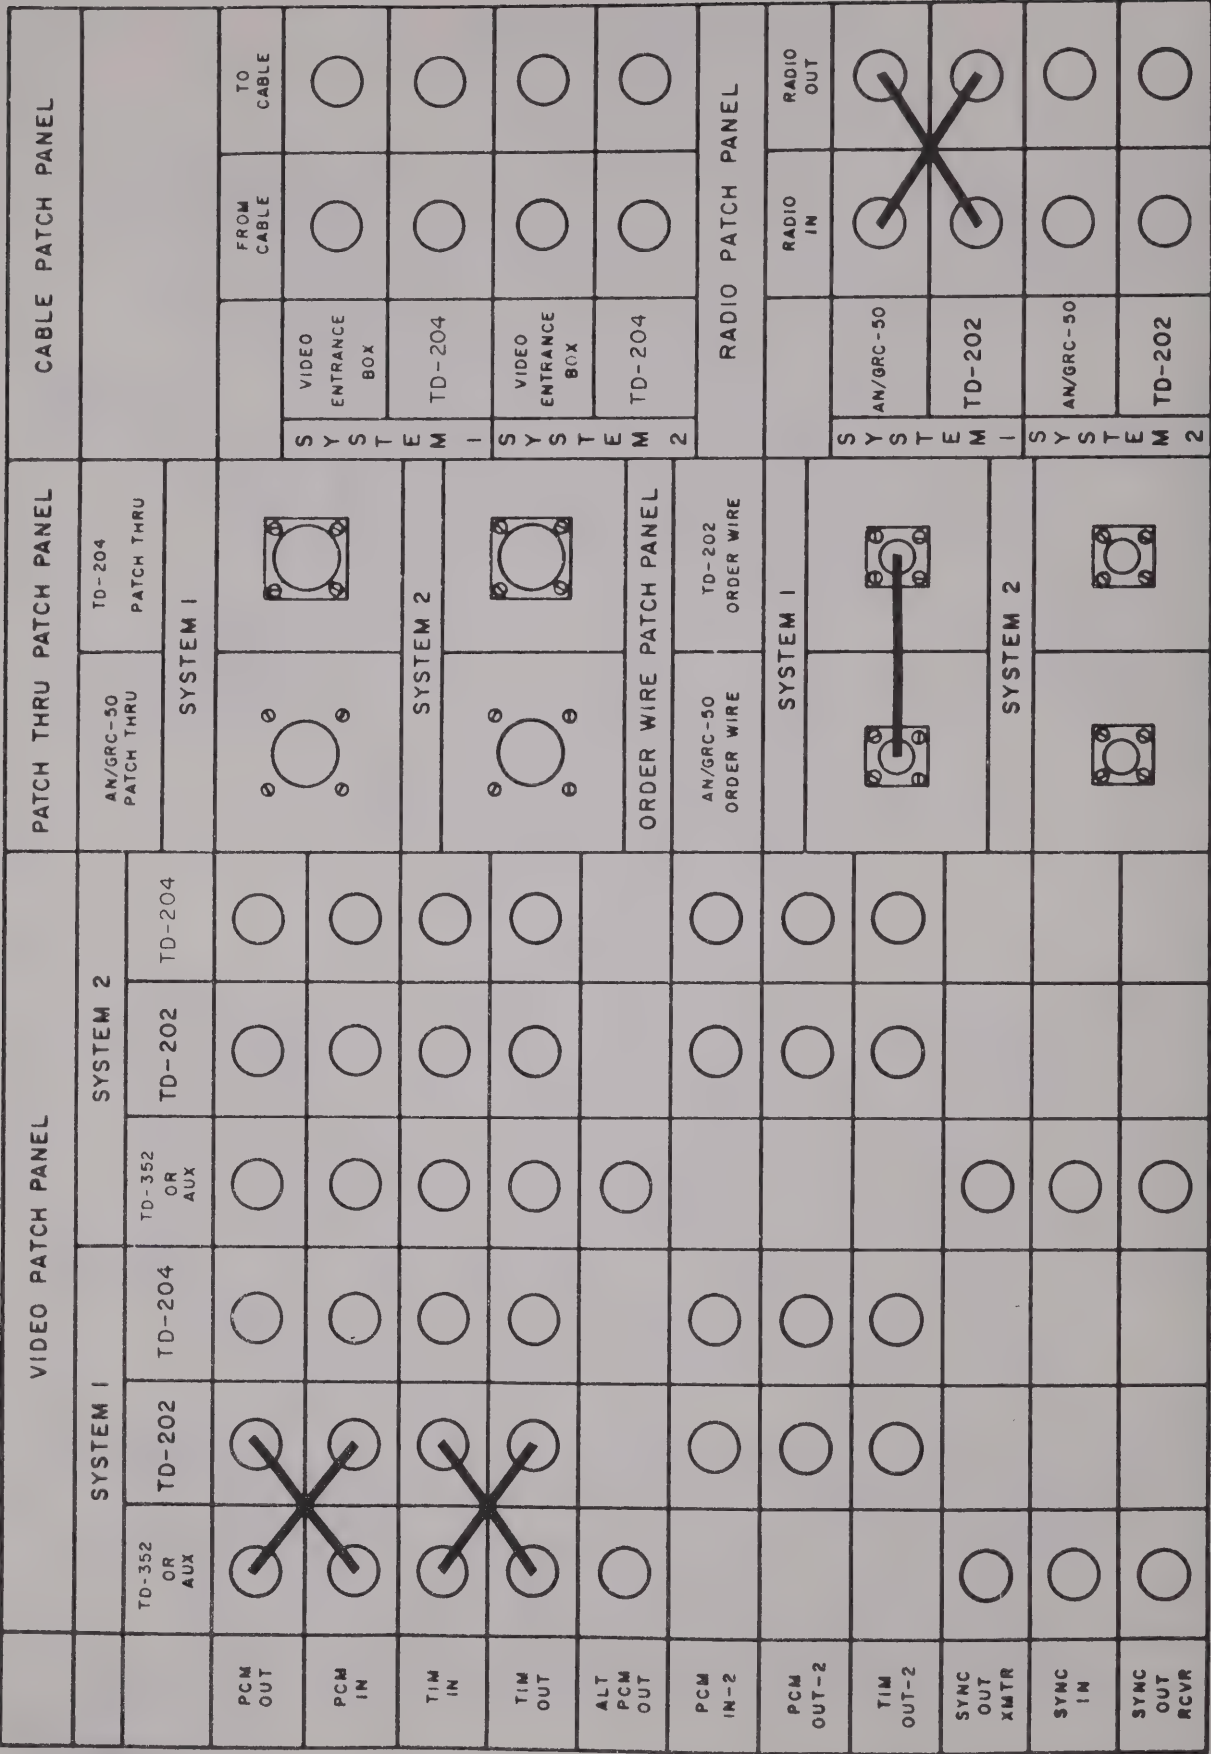 VIDEO PATCH PANEL
SYSTEM 1
SYSTEM 2
TD-352
OR
AUX
TD-202
TD-204
TD-352
OR
AUX
TD-202
TD-204
PCM
OUT
PCM
IN
TIM
IN
TIM
OUT
ALT
PCM
OUT
PCM
IN-2
PCM
OUT-2
TIM
OUT-2
SYNC
OUT
XMTR
SYNC
IN
SYNC
OUT
RCVR
PATCH THRU PATCH PANEL
AN/GRC-50
PATCH THRU
TD-204
PATCH THRU
SYSTEM 1
SYSTEM 2
ORDER WIRE PATCH PANEL
AN/GRC-50
ORDER WIRE
TD-202
ORDER WIRE
SYSTEM 1
SYSTEM 2
CABLE PATCH PANEL
FROM
CABLE
TO
CABLE
SYSTEM 1
VIDEO
ENTRANCE
BOX
TD-204
SYSTEM 2
VIDEO
ENTRANCE
BOX
TD-204
RADIO PATCH PANEL
RADIO
IN
RADIO
OUT
SYSTEM 1
AN/GRC-50
TD-202
SYSTEM 2
AN/GRC-50
TD-202